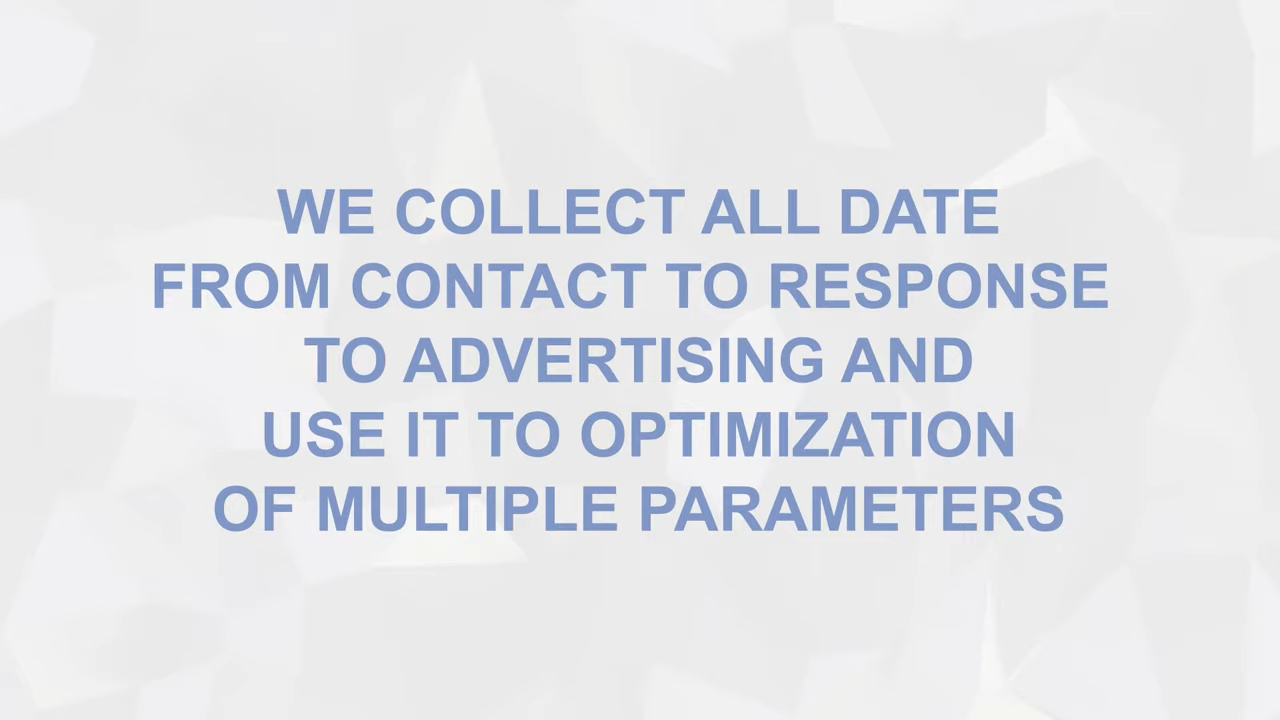 WE COLLECT ALL DATE
FROM CONTACT TO RESPONSE
TO ADVERTISING AND
USE IT TO OPTIMIZATION
OF MULTIPLE PARAMETERS